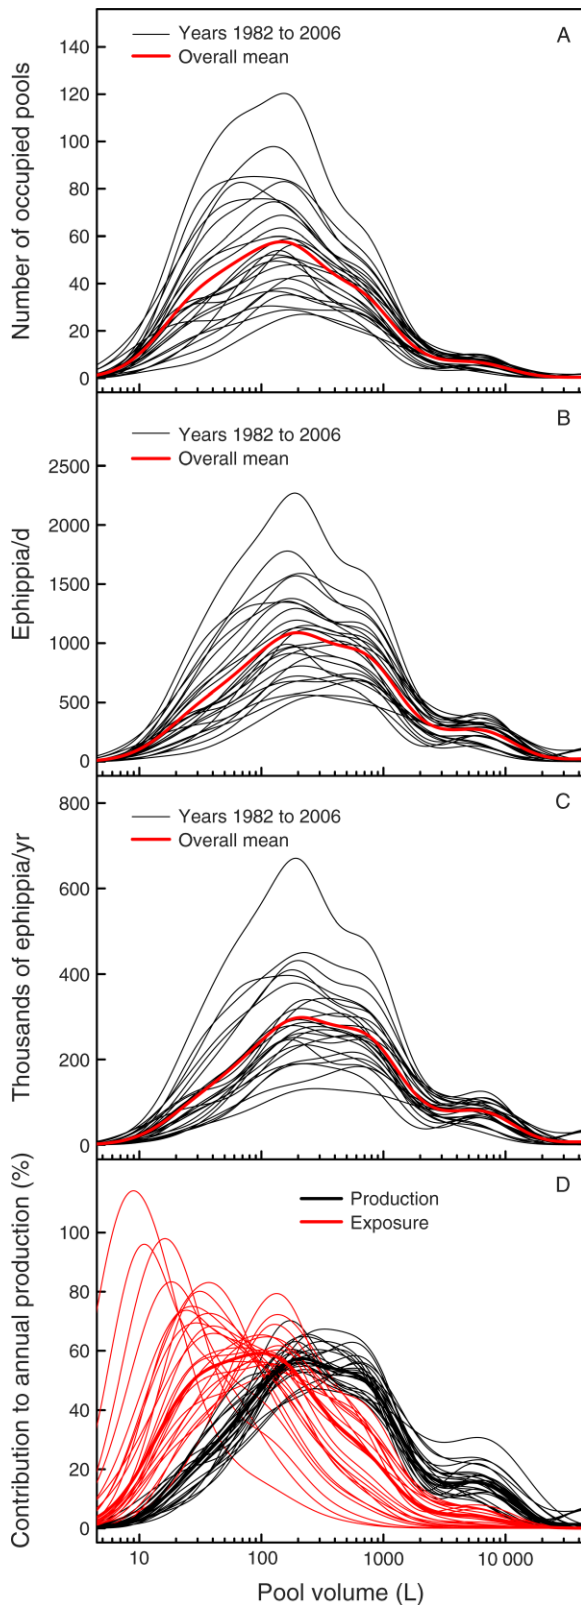 A
Years 1982 to 2006
Overall mean
Number of occupied pools
140
120
100
80
60
40
20
0
B
Years 1982 to 2006
Overall mean
Ephippia/d
2500
2000
1500
1000
500
0
C
Years 1982 to 2006
Overall mean
Thousands of ephippia/yr
800
600
400
200
0
D
Production
Exposure
Contribution to annual production (%)
100
80
60
40
20
0
10 100 1000 10 000
Pool volume (L)